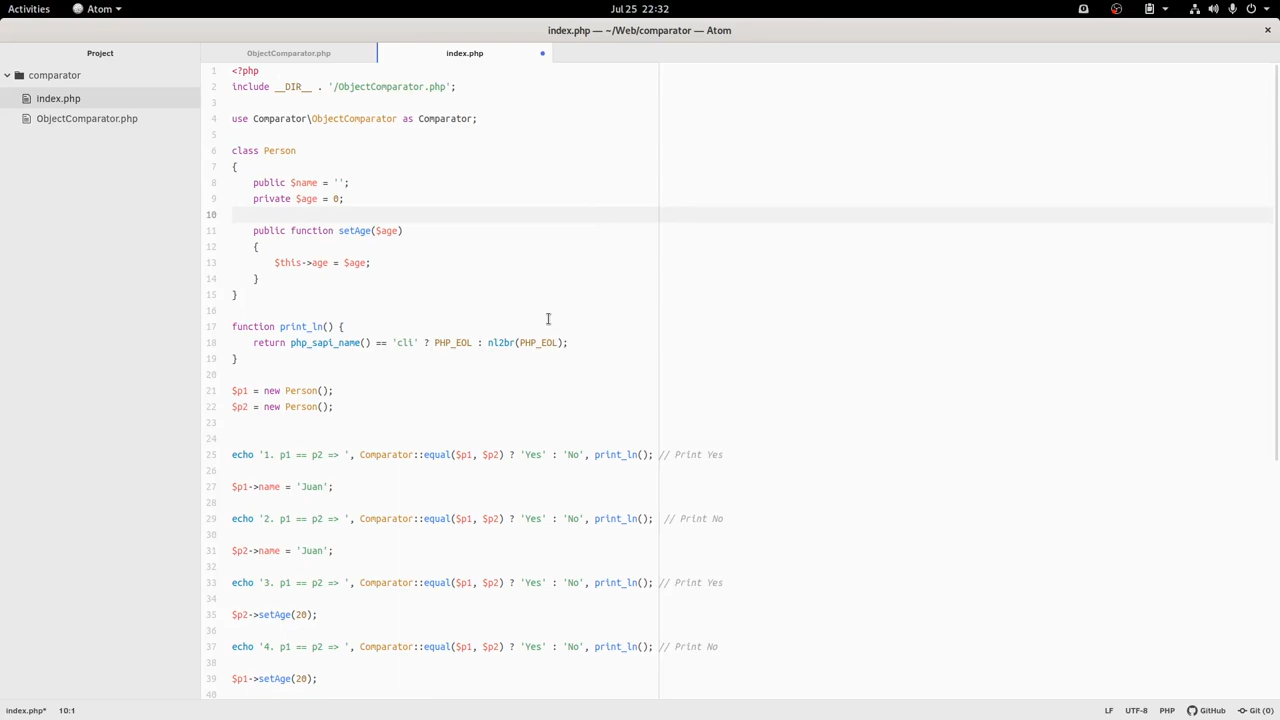 Activities Atom Jul 25 22:32
index.php — ~/Web/comparator — Atom ×
Project
comparator
index.php
ObjectComparator.php
ObjectComparator.php index.php
1 <?php
2 include __DIR__ . '/ObjectComparator.php';
3
4 use Comparator\ObjectComparator as Comparator;
5
6 class Person
7 {
8 public $name = '';
9 private $age = 0;
10
11 public function setAge($age)
12 {
13 $this->age = $age;
14 }
15 }
16
17 function print_ln() {
18 return php_sapi_name() == 'cli' ? PHP_EOL : nl2br(PHP_EOL);
19 }
20
21 $p1 = new Person();
22 $p2 = new Person();
23
24
25 echo '1. p1 == p2 => ', Comparator::equal($p1, $p2) ? 'Yes' : 'No', print_ln(); // Print Yes
26
27 $p1->name = 'Juan';
28
29 echo '2. p1 == p2 => ', Comparator::equal($p1, $p2) ? 'Yes' : 'No', print_ln(); // Print No
30
31 $p2->name = 'Juan';
32
33 echo '3. p1 == p2 => ', Comparator::equal($p1, $p2) ? 'Yes' : 'No', print_ln(); // Print Yes
34
35 $p2->setAge(20);
36
37 echo '4. p1 == p2 => ', Comparator::equal($p1, $p2) ? 'Yes' : 'No', print_ln(); // Print No
38
39 $p1->setAge(20);
40
index.php* 10:1 LF UTF-8 PHP GitHub Git (0)